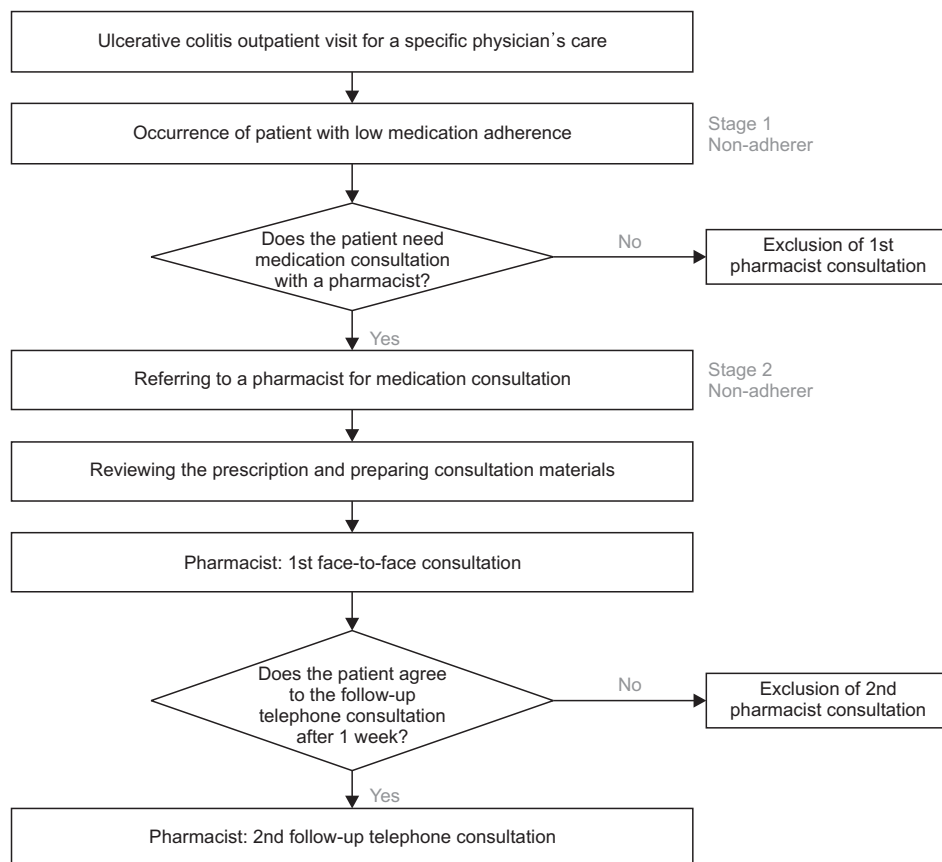 Ulcerative colitis outpatient visit for a specific physician's care
Occurrence of patient with low medication adherence
Stage 1
Non-adherer
Does the patient need
medication consultation
with a pharmacist?
No
Exclusion of 1st
pharmacist consultation
Yes
Referring to a pharmacist for medication consultation
Stage 2
Non-adherer
Reviewing the prescription and preparing consultation materials
Pharmacist: 1st face-to-face consultation
Does the patient agree
to the follow-up
telephone consultation
after 1 week?
No
Exclusion of 2nd
pharmacist consultation
Yes
Pharmacist: 2nd follow-up telephone consultation